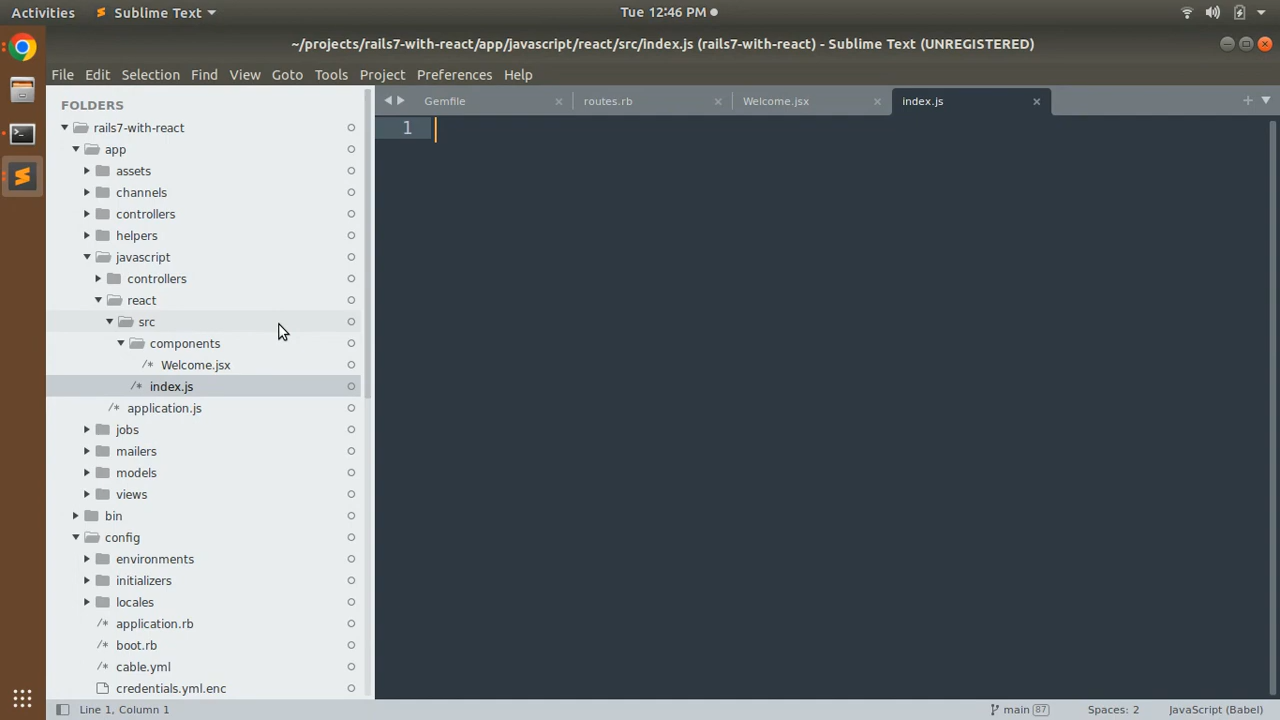 Activities
Sublime Text
Tue 12:46 PM
~/projects/rails7-with-react/app/javascript/react/src/index.js (rails7-with-react) - Sublime Text (UNREGISTERED)
File Edit Selection Find View Goto Tools Project Preferences Help
FOLDERS
rails7-with-react
app
assets
channels
controllers
helpers
javascript
controllers
react
src
components
/* Welcome.jsx
/* index.js
/* application.js
jobs
mailers
models
views
bin
config
environments
initializers
locales
/* application.rb
/* boot.rb
/* cable.yml
credentials.yml.enc
Gemfile
routes.rb
Welcome.jsx
index.js
1
Line 1, Column 1
main 87
Spaces: 2
JavaScript (Babel)